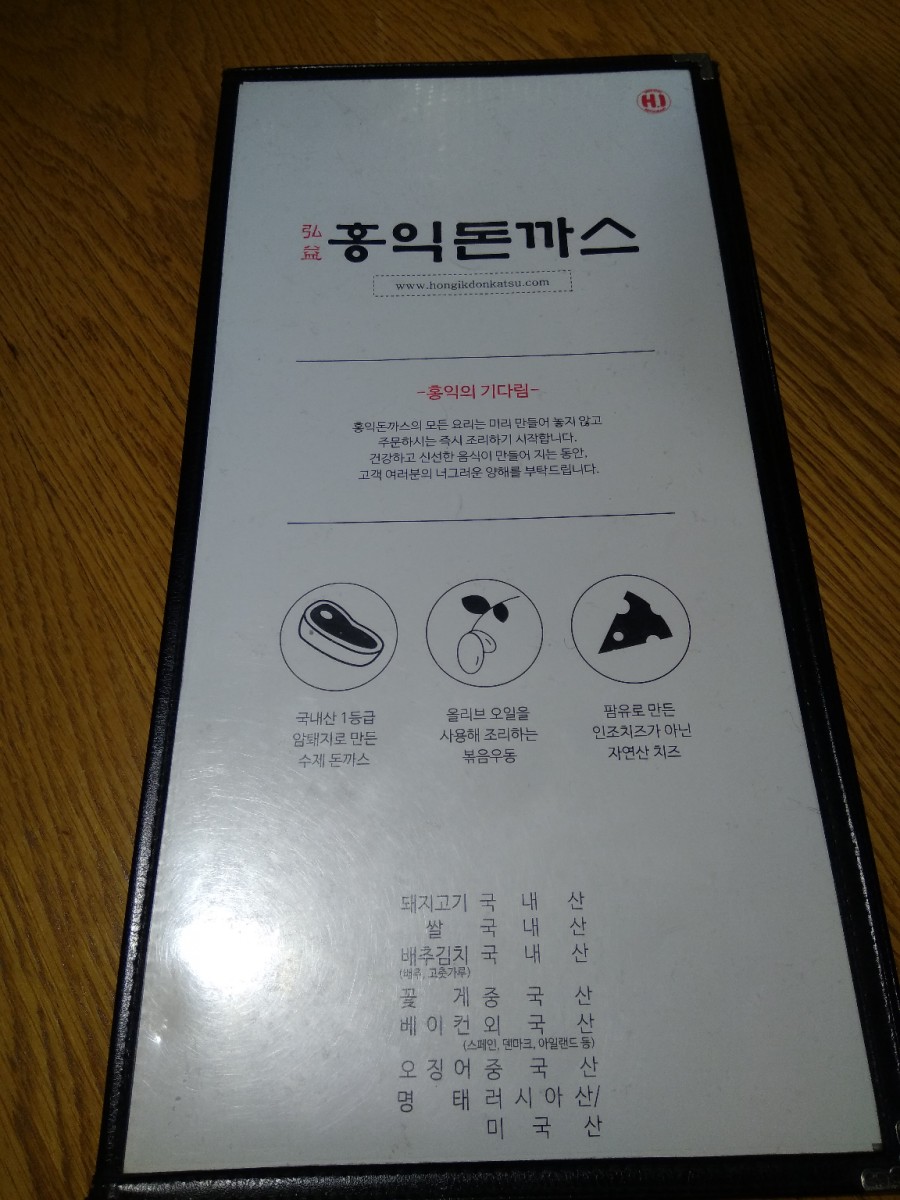 H.I
弘益 홍익돈까스
www.hongikdonkatsu.com
-홍익의 기다림-
홍익돈까스의 모든 요리는 미리 만들어 놓지 않고
주문하시는 즉시 조리하기 시작합니다.
건강하고 신선한 음식이 만들어 지는 동안,
고객 여러분의 너그러운 양해를 부탁드립니다.
국내산 1등급
암퇘지로 만든
수제 돈까스
올리브 오일을
사용해 조리하는
볶음우동
팜유로 만든
인조치즈가 아닌
자연산 치즈
돼지고기 국 내 산
쌀 국 내 산
배추김치 국 내 산
(배추, 고춧가루)
꽃 게 중 국 산
베 이 컨 외 국 산
(스페인, 덴마크, 아일랜드 등)
오 징 어 중 국 산
명 태 러 시 아 산/
미 국 산